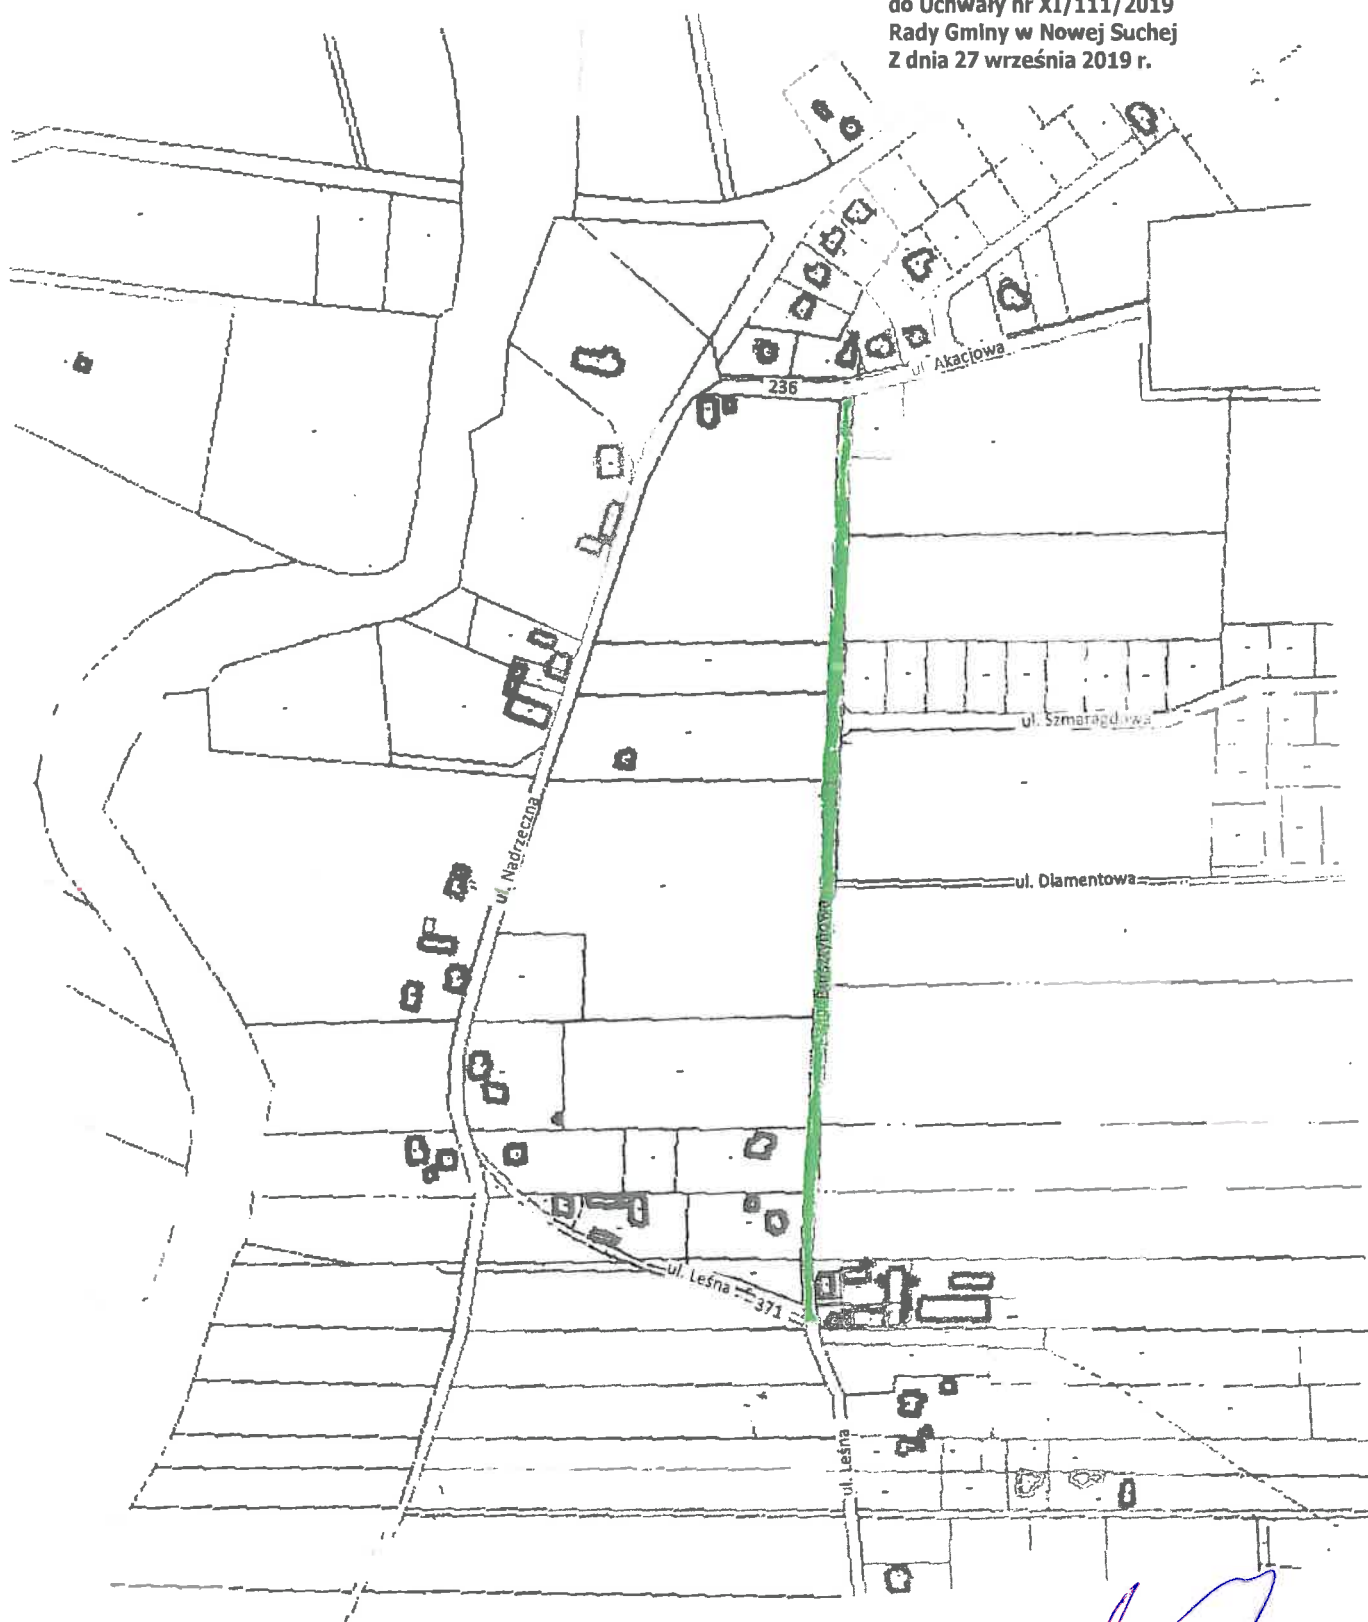 do Uchwały nr XI/111/2019
Rady Gminy w Nowej Suchej
Z dnia 27 września 2019 r.
ul. Akacjowa
236
ul. Szmaragdowa
ul. Nadrzeczna
ul. Diamentowa
Bursztynowa
ul. Leśna
371
ul. Leśna